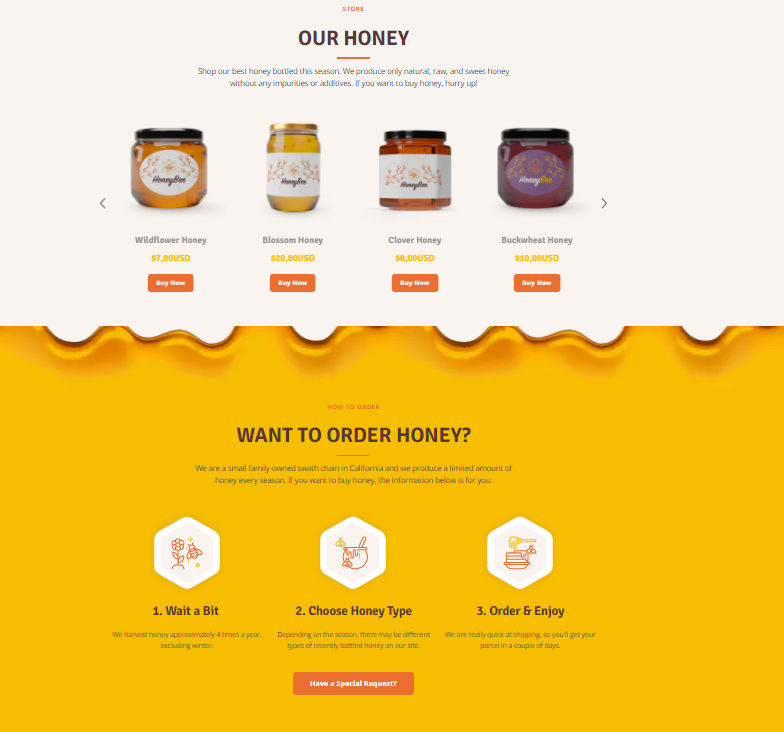 STORE
OUR HONEY
Shop our best honey bottled this season. We produce only natural, raw, and sweet honey
without any impurities or additives. If you want to buy honey, hurry up!
HoneyBee HoneyBee HoneyBee HoneyBee
Wildflower Honey Blossom Honey Clover Honey Buckwheat Honey
$7,00USD $20,00USD $8,00USD $10,00USD
Buy Now Buy Now Buy Now Buy Now
HOW TO ORDER
WANT TO ORDER HONEY?
We are a small family-owned swath chain in California and we produce a limited amount of
honey every season. If you want to buy honey, the information below is for you:
1. Wait a Bit 2. Choose Honey Type 3. Order & Enjoy
We harvest honey approximately 4 times a year, Depending on the season, there may be different We are really quick at shipping, so you'll get your
excluding winter. types of recently bottled honey on our site. parcel in a couple of days.
Have a Special Request?